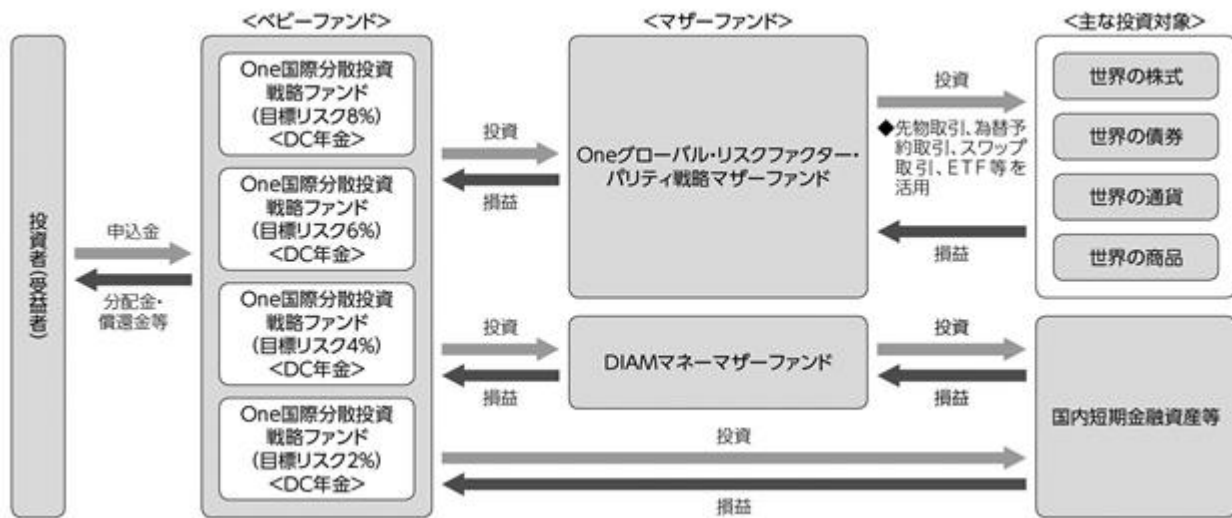 <ベビーファンド>
<マザーファンド>
<主な投資対象>
投資者(受益者)
申込金
分配金・
償還金等
One国際分散投資
戦略ファンド
(目標リスク8%)
<DC年金>
One国際分散投資
戦略ファンド
(目標リスク6%)
<DC年金>
One国際分散投資
戦略ファンド
(目標リスク4%)
<DC年金>
One国際分散投資
戦略ファンド
(目標リスク2%)
<DC年金>
投資
損益
投資
損益
Oneグローバル・リスクファクター・
パリティ戦略マザーファンド
DIAMマネーマザーファンド
投資
◆先物取引、為替予
約取引、スワップ
取引、ETF等を
活用
損益
投資
損益
投資
損益
世界の株式
世界の債券
世界の通貨
世界の商品
国内短期金融資産等